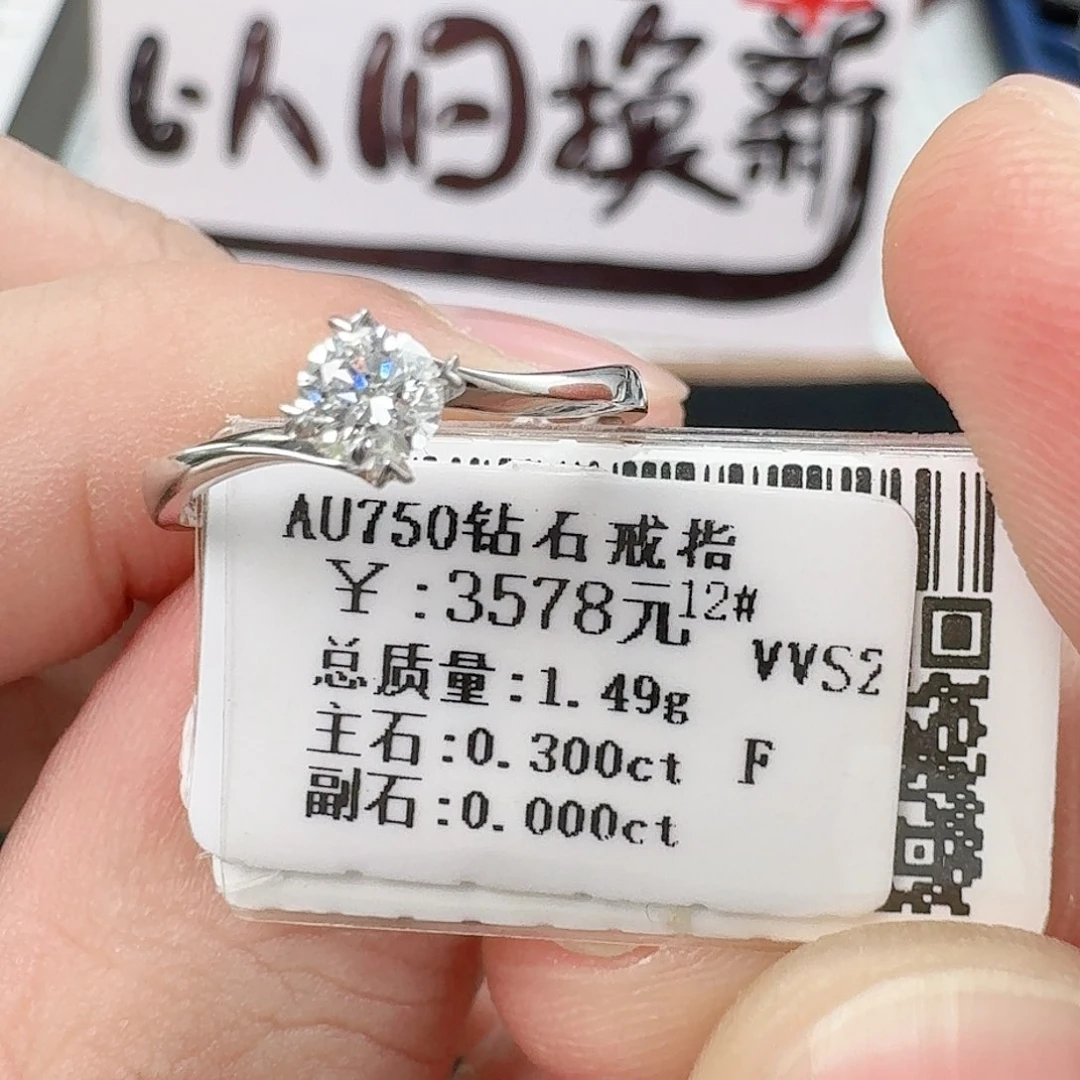 以旧换新
AU750钻石戒指
¥:3578元12#
VVS2
总质量:1.49g
主石:0.300ct F
副石:0.000ct